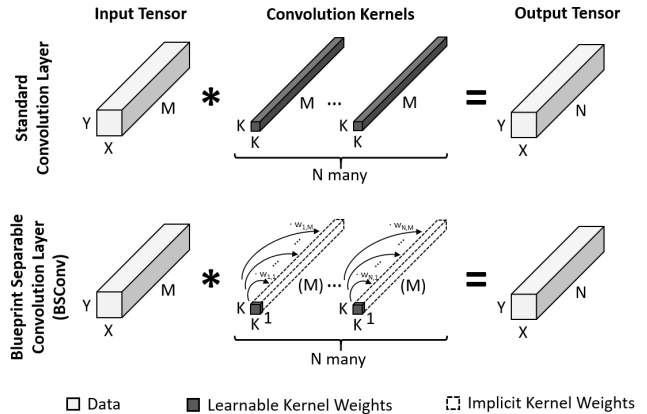 Input Tensor Convolution Kernels Output Tensor
Standard
Convolution Layer
Y X M * K K M ... K M = Y X N
K
N many
Blueprint Separable
Convolution Layer
(BSConv)
· w1,M · wN,M
... ...
· w1,1 · wN,1
Y X M * K K 1 (M) ... K K 1 (M) = Y X N
N many
Data Learnable Kernel Weights Implicit Kernel Weights